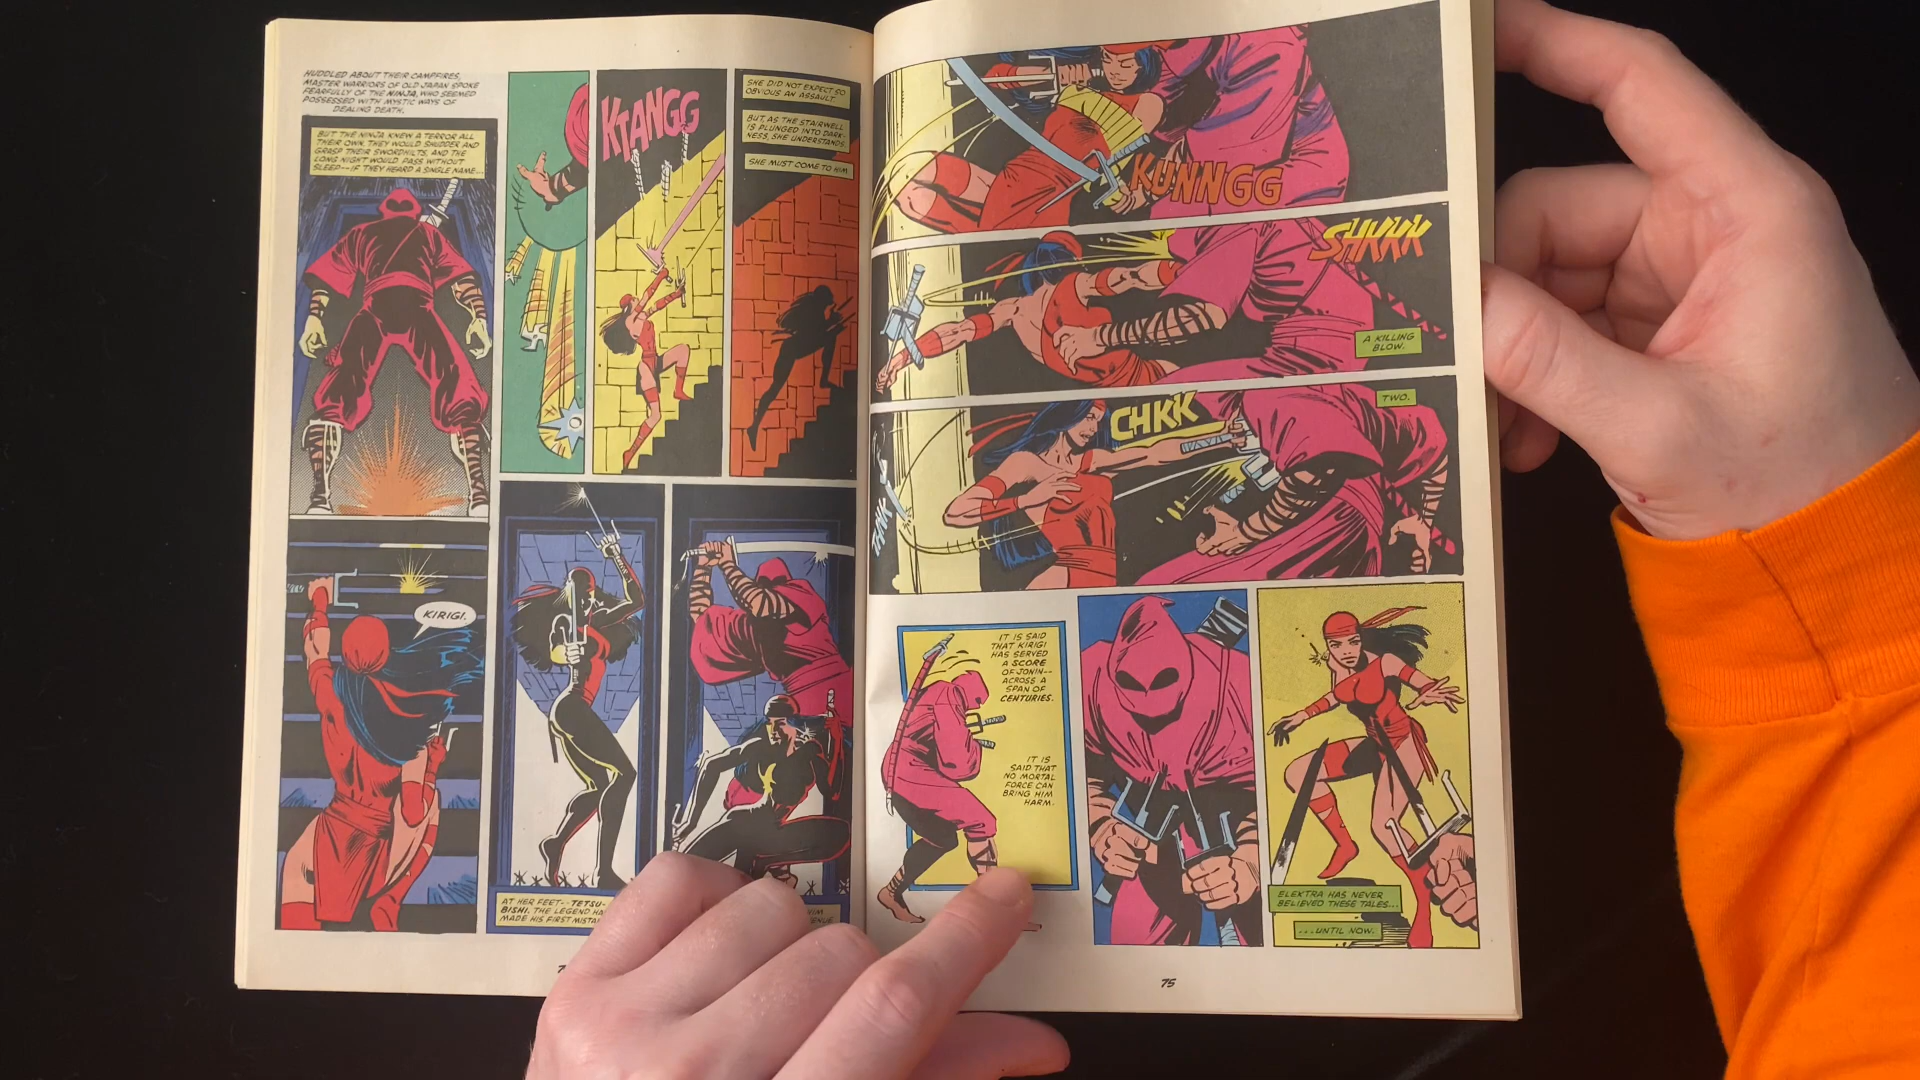 HUDDLED ABOUT THEIR CAMPFIRES,
MASTER WARRIORS OF OLD JAPAN SPOKE
FEARFULLY OF THE NINJA, WHO SEEMED
POSSESSED WITH MYSTIC WAYS OF
DEALING DEATH.
BUT THE NINJA KNEW A TERROR ALL
THEIR OWN. THEY WOULD SHUDDER AND
GRASP THEIR SWORDHILTS, AND THE
LONG NIGHT WOULD PASS WITHOUT
SLEEP--IF THEY HEARD A SINGLE NAME...
KTANGG
SHE DID NOT EXPECT SO
OBVIOUS AN ASSAULT.
BUT, AS THE STAIRWELL
IS PLUNGED INTO DARK-
NESS, SHE UNDERSTANDS.
SHE MUST COME TO HIM.
KIRIGI.
AT HER FEET--TETSU-
BISHI. THE LEGEND HA
MADE HIS FIRST MISTA
HIM
KUNNGG
SHKKK
A KILLING
BLOW.
CHKK
TWO.
THNK
IT IS SAID
THAT KIRIGI
HAS SERVED
A SCORE
OF JONIN--
ACROSS A
SPAN OF
CENTURIES.
IT IS
SAID THAT
NO MORTAL
FORCE CAN
BRING HIM
HARM.
ELEKTRA HAS NEVER
BELIEVED THESE TALES...
...UNTIL NOW.
75